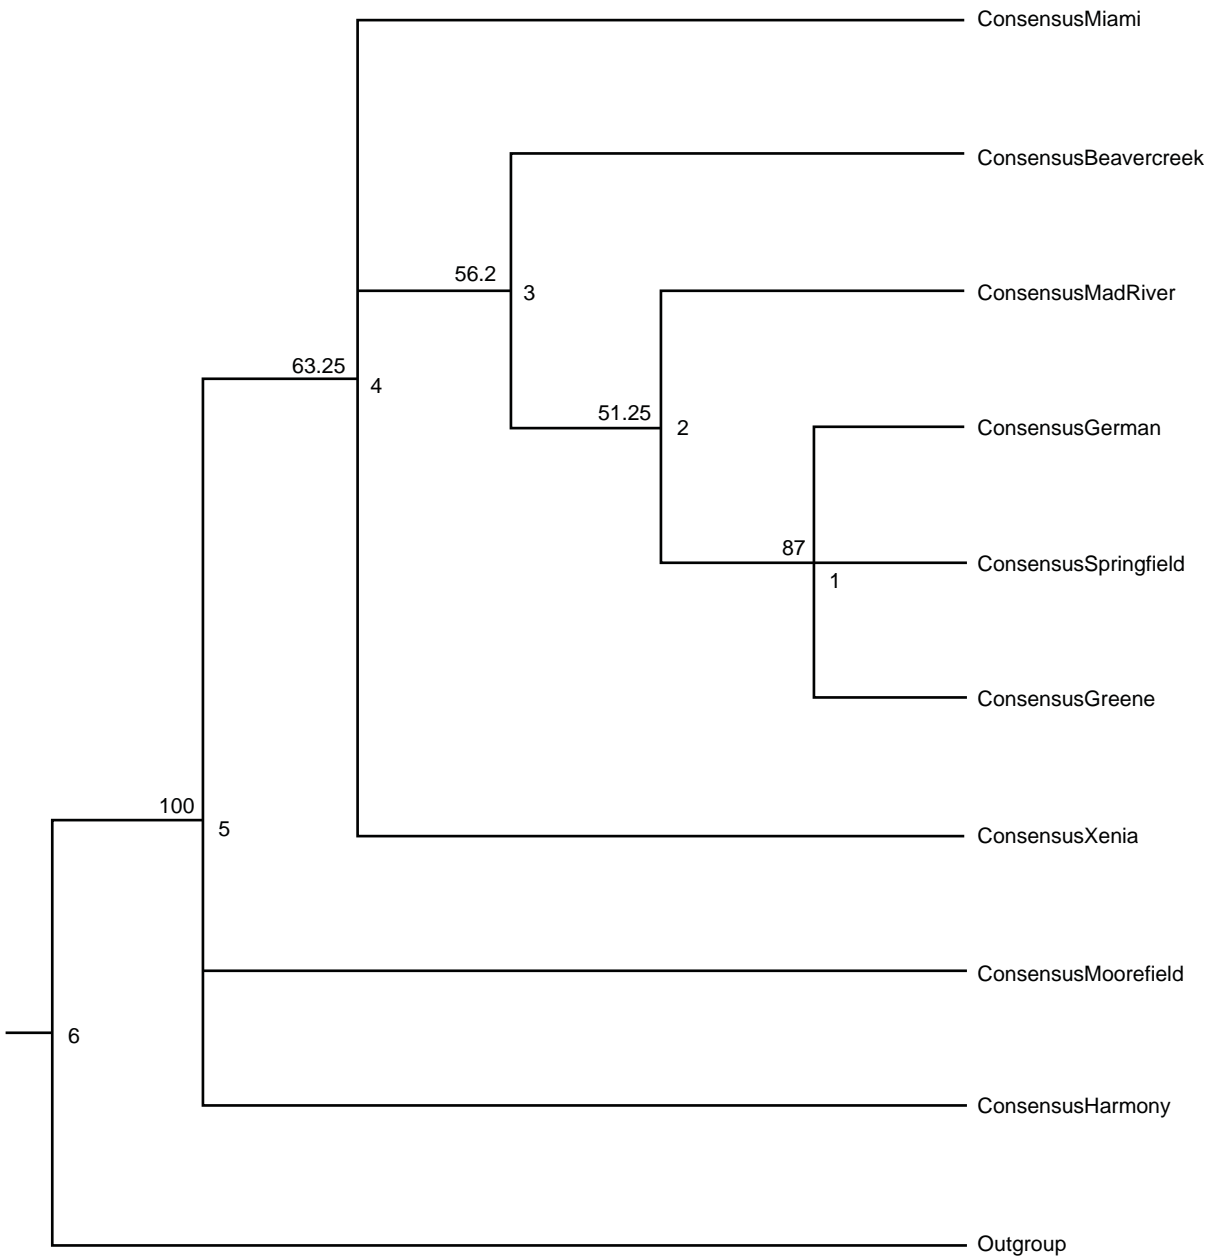 ConsensusMiami
ConsensusBeavercreek
56.2
3
ConsensusMadRiver
63.25
4
51.25
2
ConsensusGerman
87
1
ConsensusSpringfield
ConsensusGreene
100
5
ConsensusXenia
ConsensusMoorefield
6
ConsensusHarmony
Outgroup